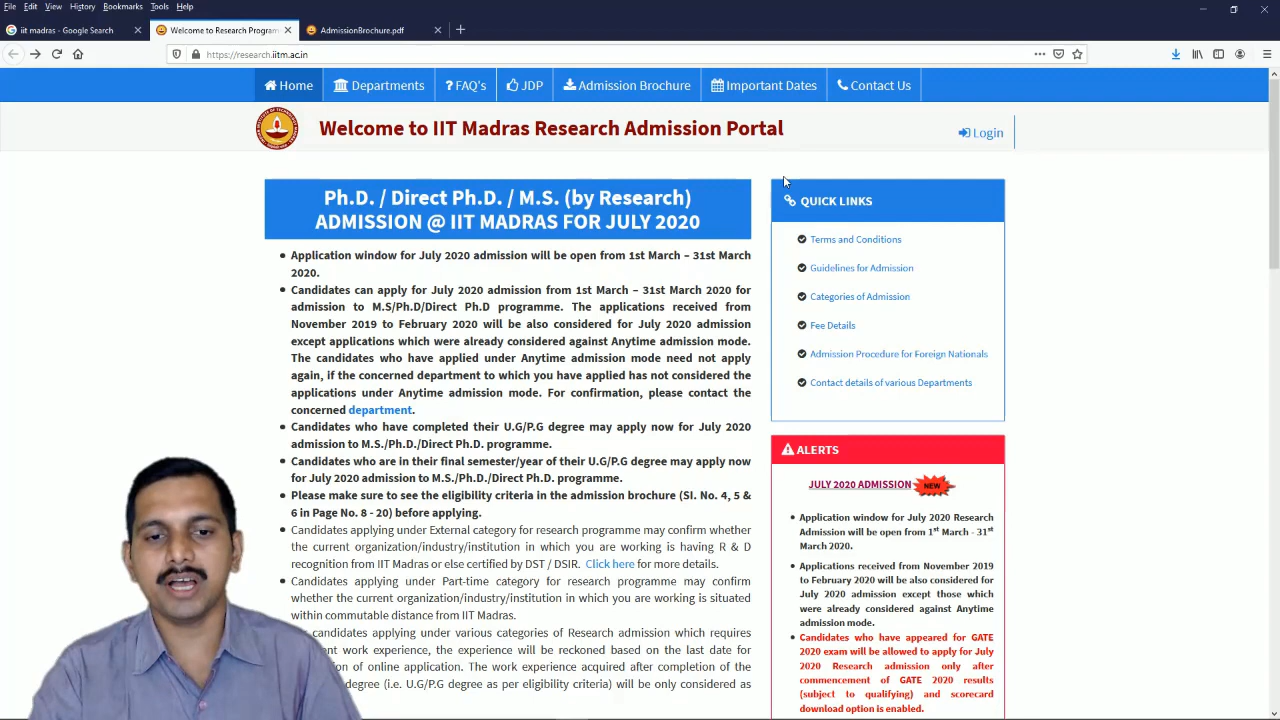 File Edit View History Bookmarks Tools Help
iit madras - Google Search
Welcome to Research Program
AdmissionBrochure.pdf
https://research.iitm.ac.in
Home
Departments
? FAQ's
JDP
Admission Brochure
Important Dates
Contact Us
Welcome to IIT Madras Research Admission Portal
Login
Ph.D. / Direct Ph.D. / M.S. (by Research)
ADMISSION @ IIT MADRAS FOR JULY 2020
Application window for July 2020 admission will be open from 1st March – 31st March
2020.
Candidates can apply for July 2020 admission from 1st March – 31st March 2020 for
admission to M.S/Ph.D/Direct Ph.D programme. The applications received from
November 2019 to February 2020 will be also considered for July 2020 admission
except applications which were already considered against Anytime admission mode.
The candidates who have applied under Anytime admission mode need not apply
again, if the concerned department to which you have applied has not considered the
applications under Anytime admission mode. For confirmation, please contact the
concerned department.
Candidates who have completed their U.G/P.G degree may apply now for July 2020
admission to M.S./Ph.D./Direct Ph.D. programme.
Candidates who are in their final semester/year of their U.G/P.G degree may apply now
for July 2020 admission to M.S./Ph.D./Direct Ph.D. programme.
Please make sure to see the eligibility criteria in the admission brochure (SI. No. 4, 5 &
6 in Page No. 8 - 20) before applying.
Candidates applying under External category for research programme may confirm whether
the current organization/industry/institution in which you are working is having R & D
recognition from IIT Madras or else certified by DST / DSIR. Click here for more details.
Candidates applying under Part-time category for research programme may confirm
whether the current organization/industry/institution in which you are working is situated
within commutable distance from IIT Madras.
candidates applying under various categories of Research admission which requires
work experience, the experience will be reckoned based on the last date for
of online application. The work experience acquired after completion of the
degree (i.e. U.G/P.G degree as per eligibility criteria) will be only considered as
QUICK LINKS
Terms and Conditions
Guidelines for Admission
Categories of Admission
Fee Details
Admission Procedure for Foreign Nationals
Contact details of various Departments
ALERTS
JULY 2020 ADMISSION NEW
Application window for July 2020 Research
Admission will be open from 1st March - 31st
March 2020.
Applications received from November 2019
to February 2020 will be also considered for
July 2020 admission except those which
were already considered against Anytime
admission mode.
Candidates who have appeared for GATE
2020 exam will be allowed to apply for July
2020 Research admission only after
commencement of GATE 2020 results
(subject to qualifying) and scorecard
download option is enabled.